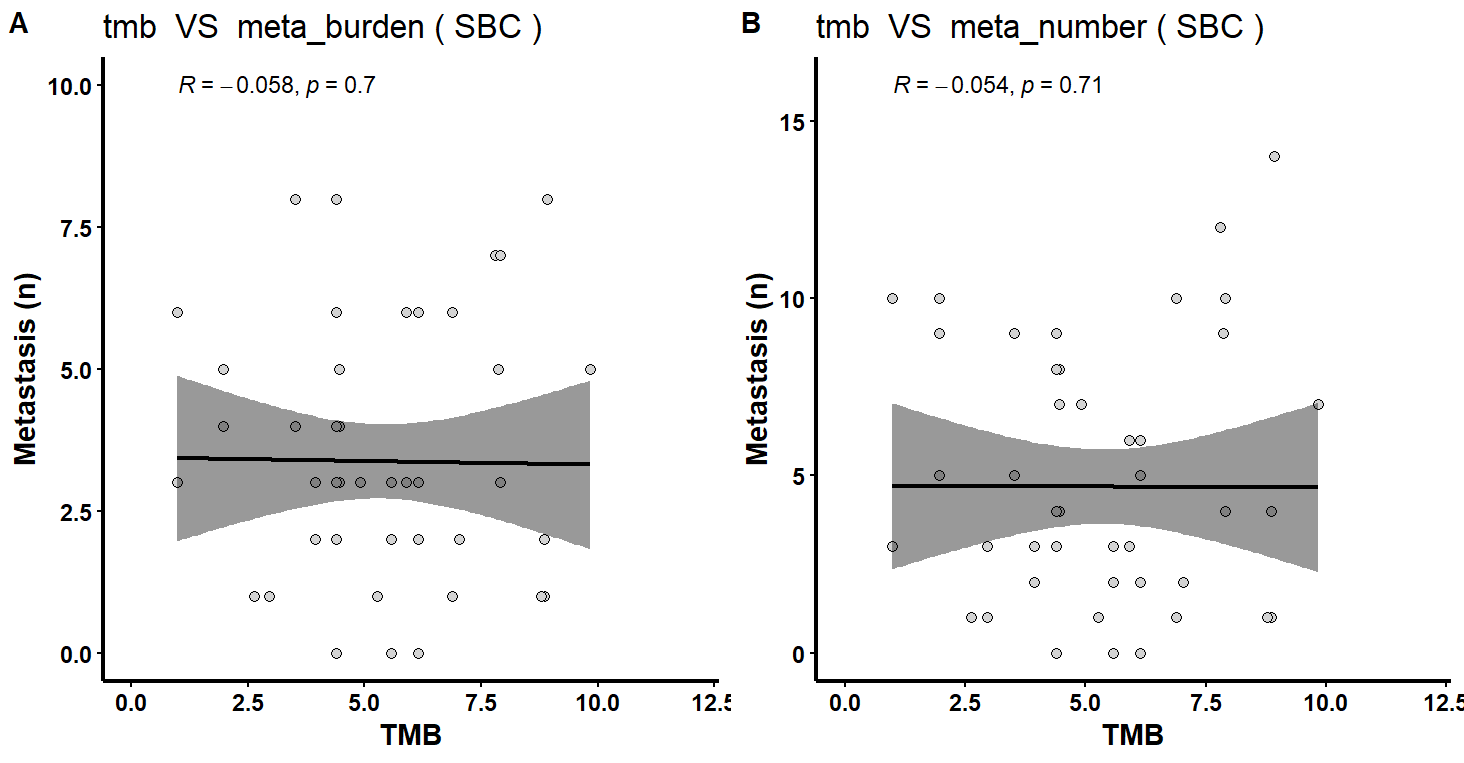 A
tmb VS meta_burden ( SBC )
R = −0.058, p = 0.7
10.0
7.5
5.0
2.5
0.0
Metastasis (n)
0.0 2.5 5.0 7.5 10.0 12.5
TMB
B
tmb VS meta_number ( SBC )
R = −0.054, p = 0.71
15
10
5
0
Metastasis (n)
0.0 2.5 5.0 7.5 10.0 12.5
TMB